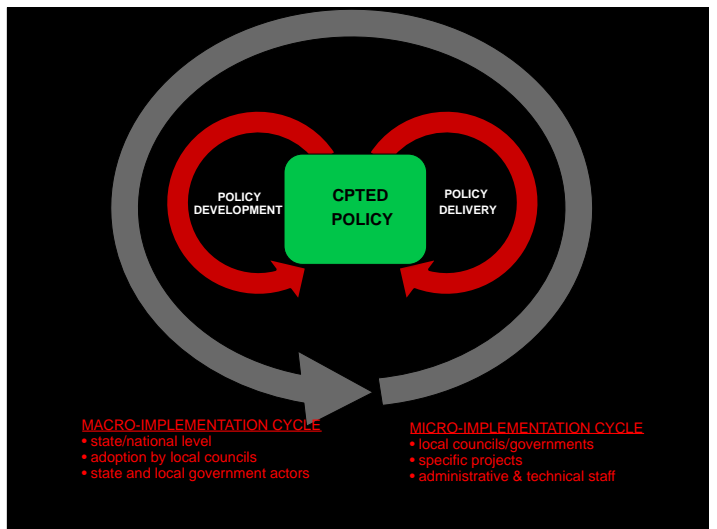 POLICY
DEVELOPMENT
CPTED
POLICY
POLICY
DELIVERY
MACRO-IMPLEMENTATION CYCLE
• state/national level
• adoption by local councils
• state and local government actors
MICRO-IMPLEMENTATION CYCLE
• local councils/governments
• specific projects
• administrative & technical staff